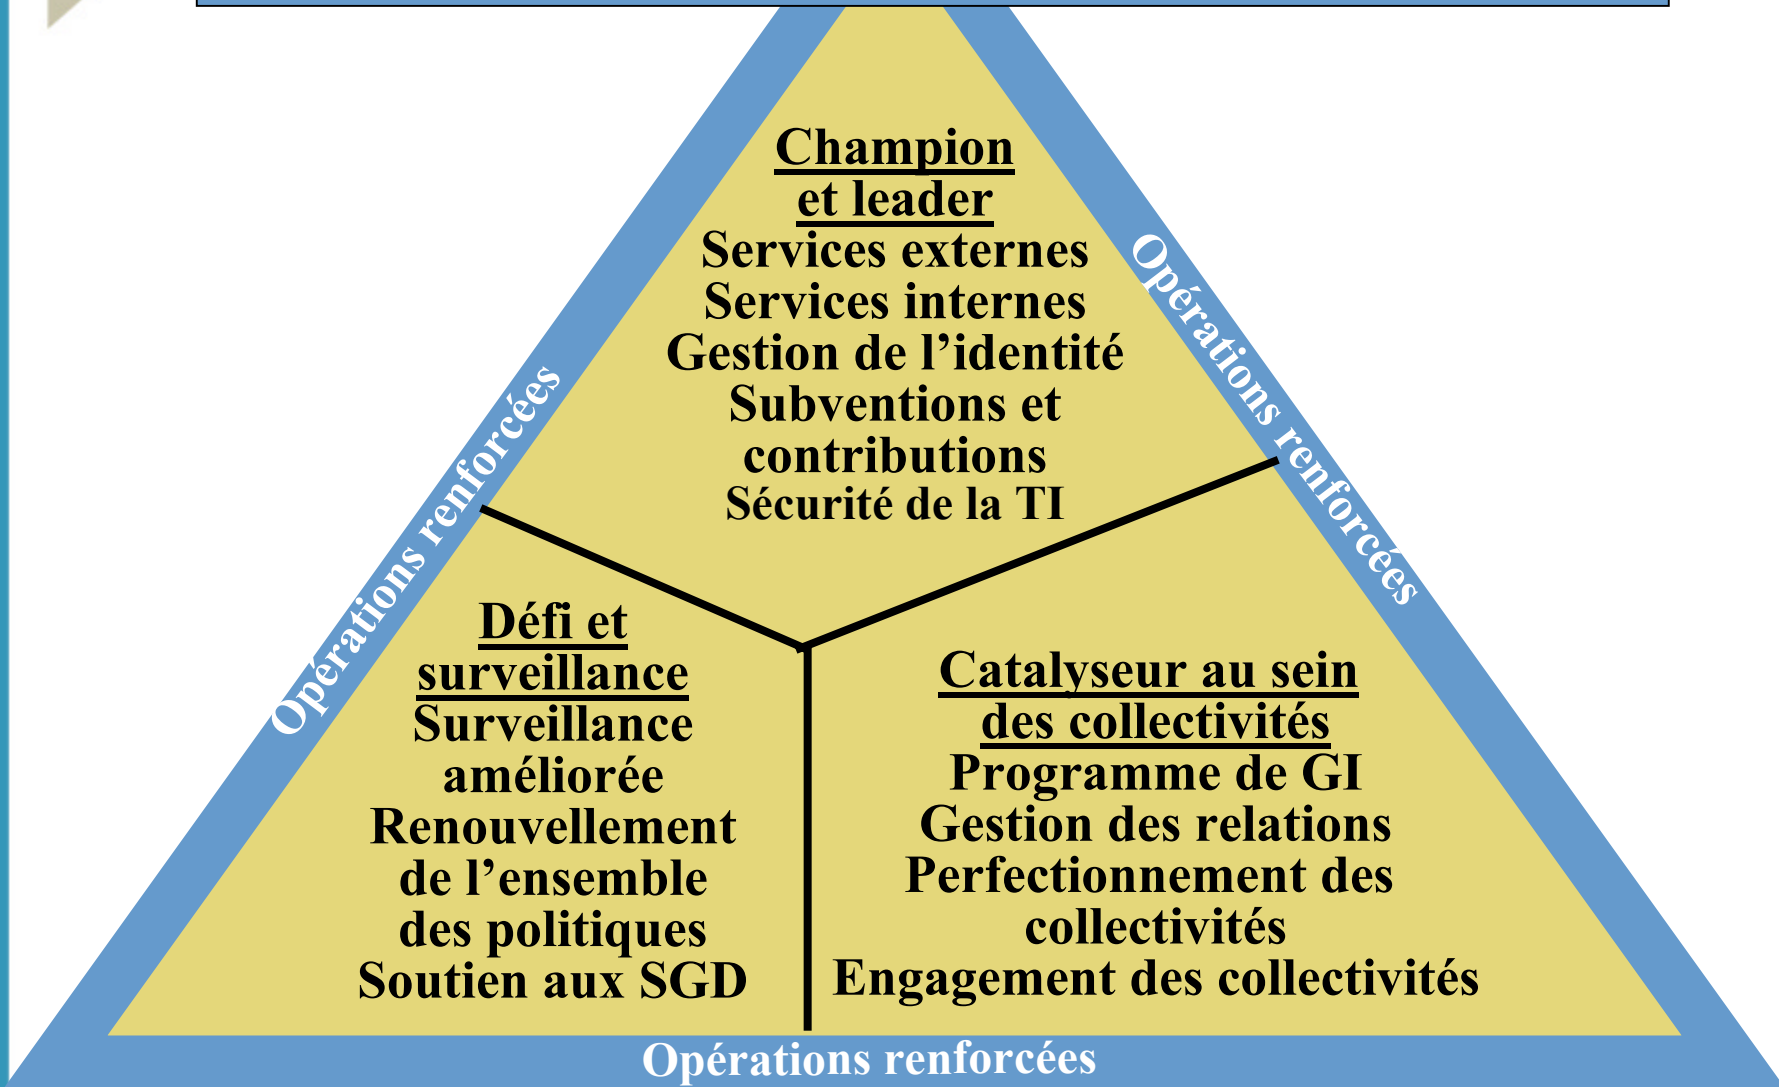 Champion
et leader
Services externes
Services internes
Gestion de l’identité
Subventions et
contributions
Sécurité de la TI
Opérations renforcées
Opérations renforcées
Défi et
surveillance
Surveillance
améliorée
Renouvellement
de l’ensemble
des politiques
Soutien aux SGD
Catalyseur au sein
des collectivités
Programme de GI
Gestion des relations
Perfectionnement des
collectivités
Engagement des collectivités
Opérations renforcées